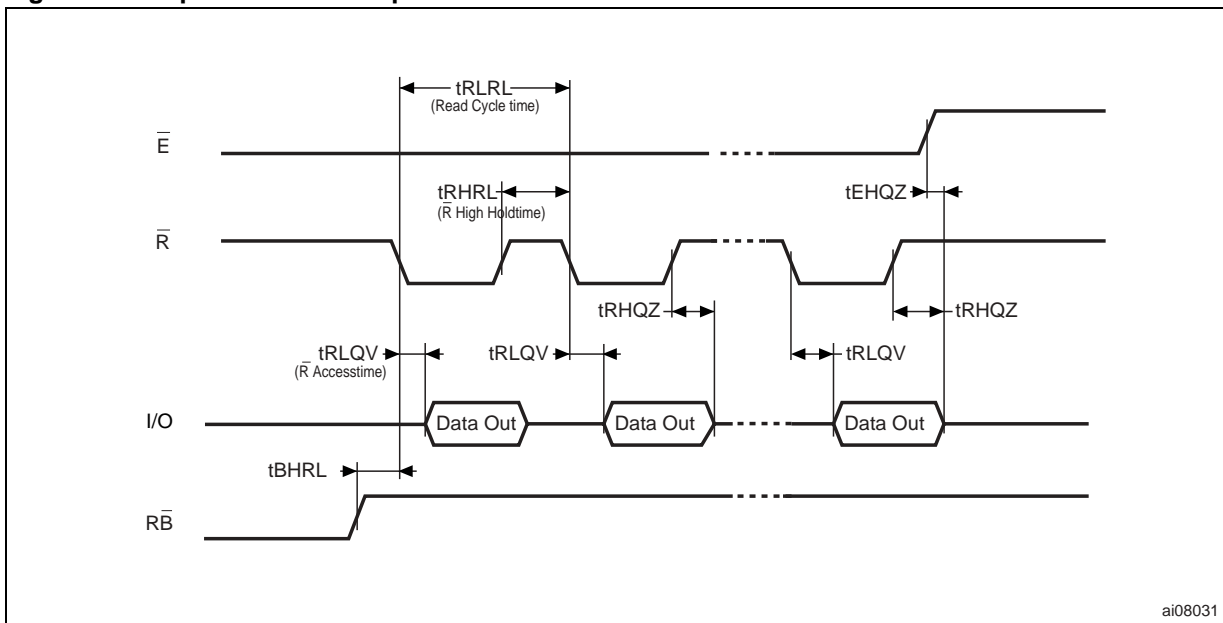 tRLRL
(Read Cycle time)
E̅
tEHQZ
tRHRL
(R̅ High Holdtime)
R̅
tRHQZ
tRHQZ
tRLQV
(R̅ Accesstime)
tRLQV
tRLQV
I/O
Data Out
Data Out
Data Out
tBHRL
RB̅
ai08031